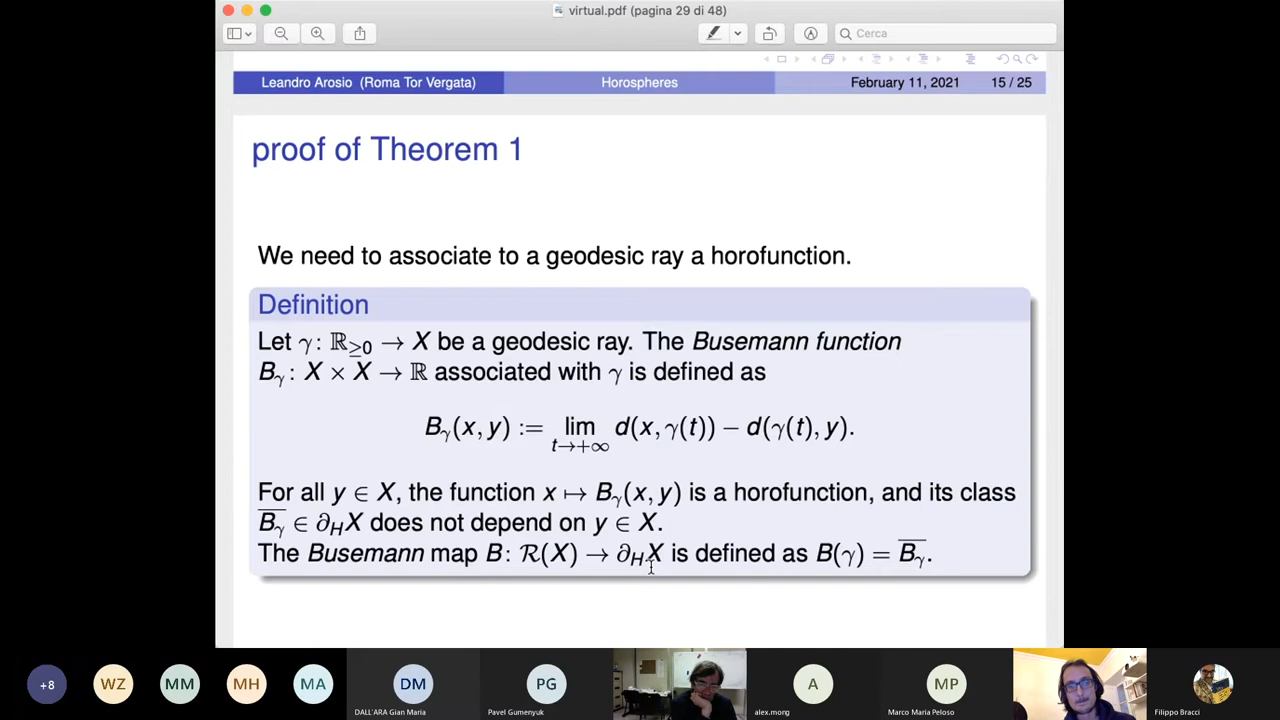 virtual.pdf (pagina 29 di 48)
Cerca
Leandro Arosio (Roma Tor Vergata) Horospheres February 11, 2021 15 / 25
proof of Theorem 1
We need to associate to a geodesic ray a horofunction.
Definition
Let γ: ℝ≥0 → X be a geodesic ray. The Busemann function
Bγ: X × X → ℝ associated with γ is defined as
Bγ(x, y) := lim t→+∞ d(x, γ(t)) − d(γ(t), y).
For all y ∈ X, the function x ↦ Bγ(x, y) is a horofunction, and its class
B̅γ ∈ ∂HX does not depend on y ∈ X.
The Busemann map B: ℛ(X) → ∂HX is defined as B(γ) = B̅γ.
+8 WZ MM MH MA DM PG A MP
DALL'ARA Gian Maria Pavel Gumenyuk alex.mong Marco Maria Peloso Filippo Bracci